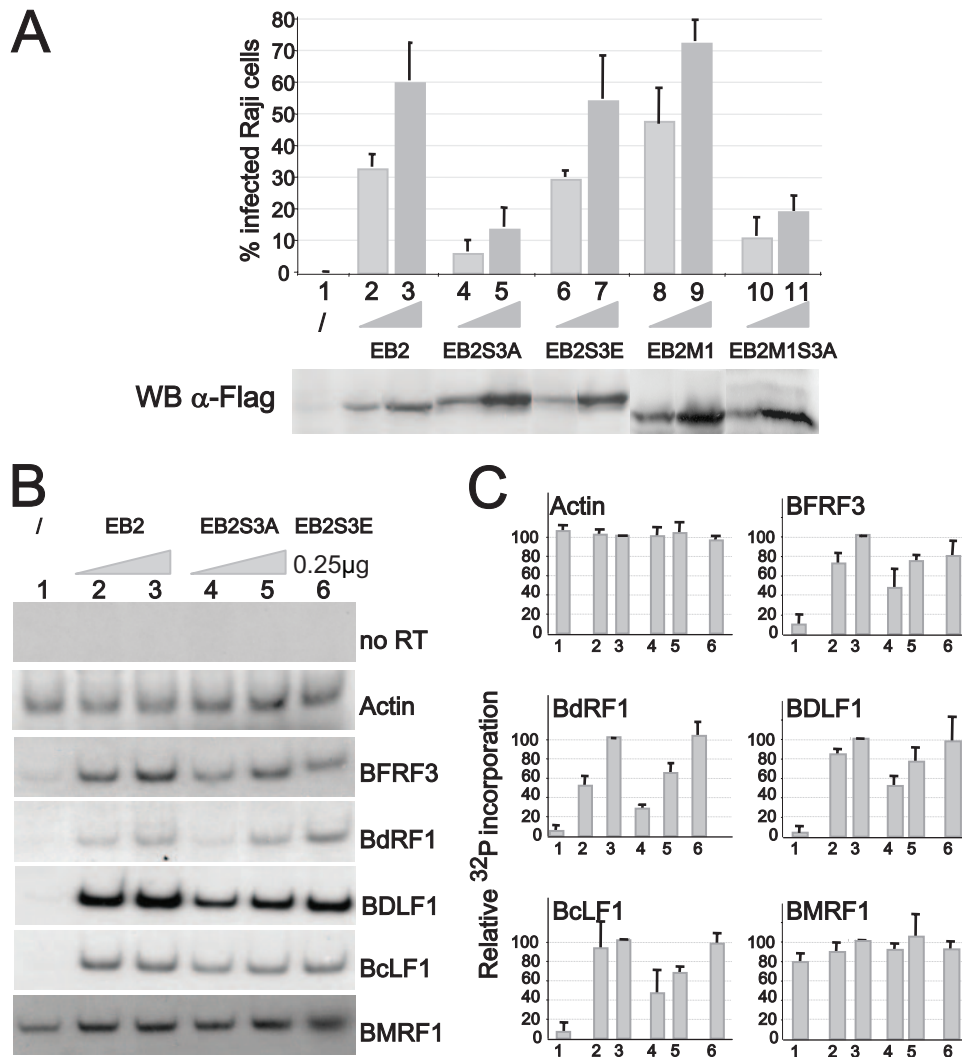 A
% infected Raji cells
80
70
60
50
40
30
20
10
0
1 2 3 4 5 6 7 8 9 10 11
/
EB2 EB2S3A EB2S3E EB2M1 EB2M1S3A
WB α-Flag
B
/ EB2 EB2S3A EB2S3E
0.25µg
1 2 3 4 5 6
no RT
Actin
BFRF3
BdRF1
BDLF1
BcLF1
BMRF1
C
Relative 32P incorporation
Actin
100
80
60
40
20
0
1 2 3 4 5 6
BFRF3
100
80
60
40
20
0
1 2 3 4 5 6
BdRF1
100
80
60
40
20
0
1 2 3 4 5 6
BDLF1
100
80
60
40
20
0
1 2 3 4 5 6
BcLF1
100
80
60
40
20
0
1 2 3 4 5 6
BMRF1
100
80
60
40
20
0
1 2 3 4 5 6